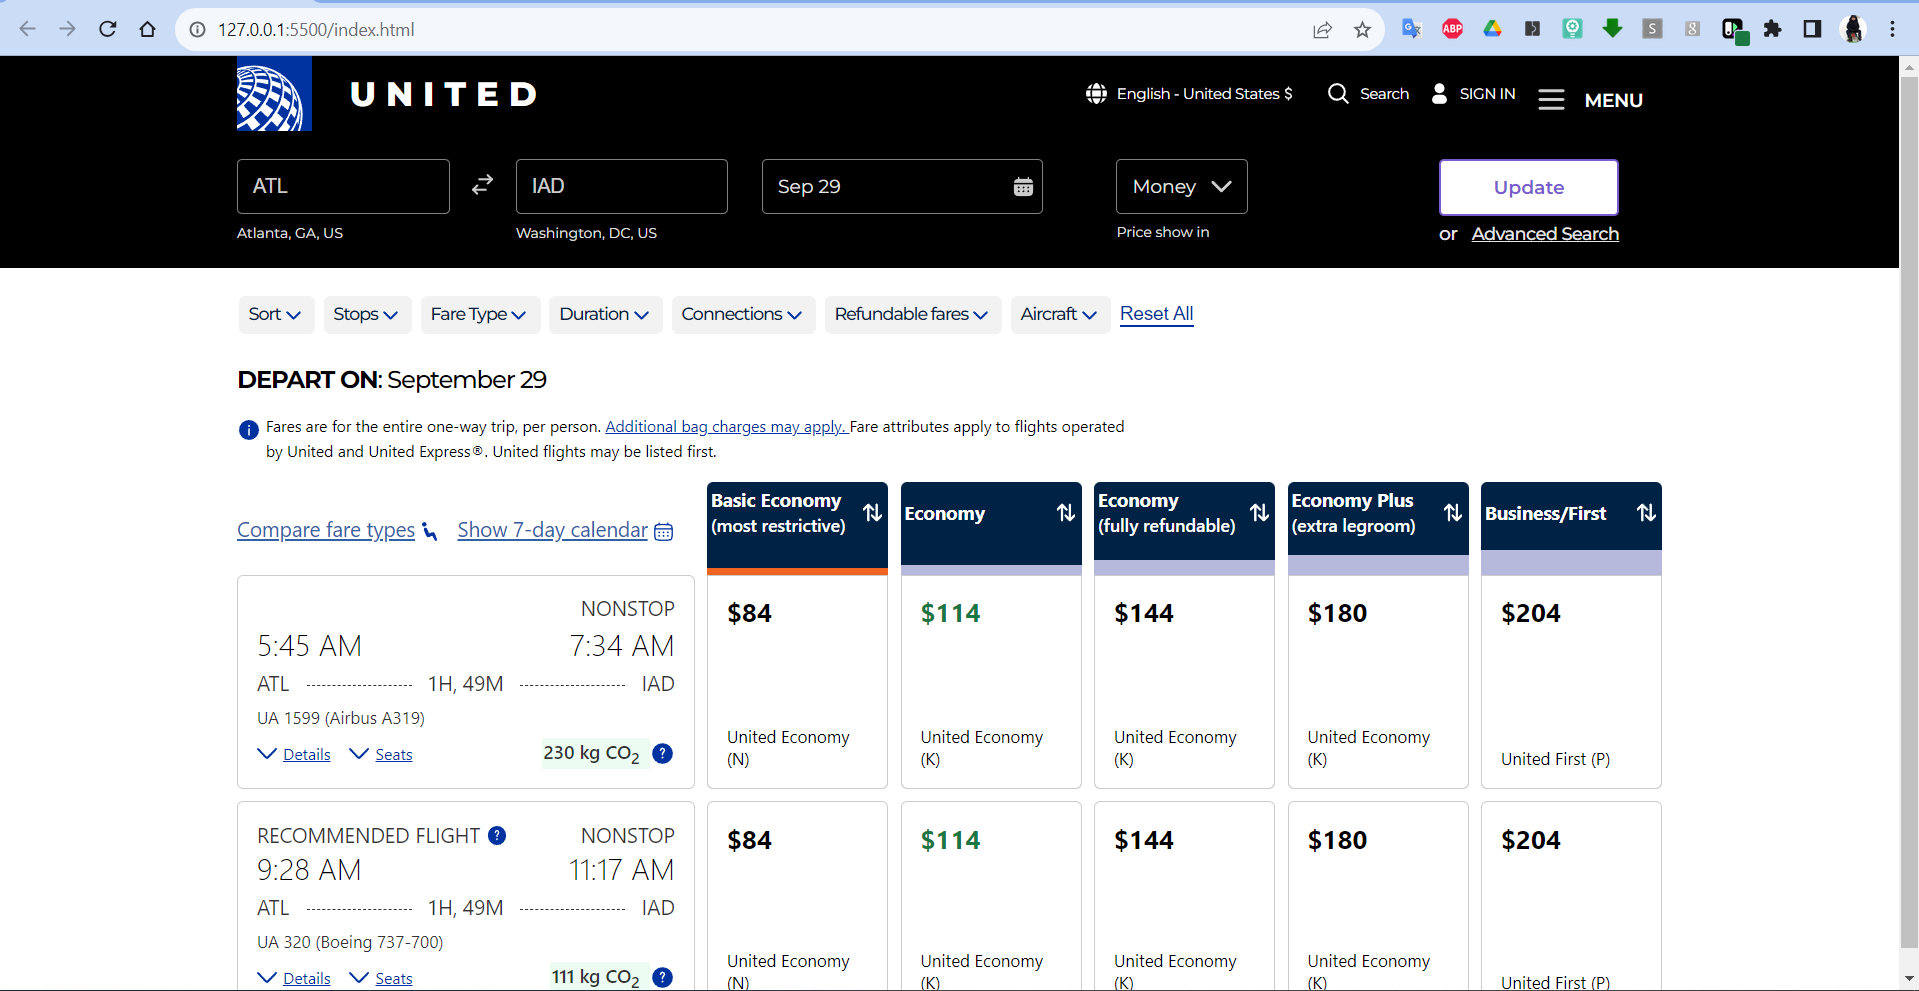 127.0.0.1:5500/index.html
UNITED
English - United States $ Search SIGN IN MENU
ATL IAD Sep 29 Money Update
Atlanta, GA, US Washington, DC, US Price show in or Advanced Search
Sort Stops Fare Type Duration Connections Refundable fares Aircraft Reset All
DEPART ON: September 29
Fares are for the entire one-way trip, per person. Additional bag charges may apply. Fare attributes apply to flights operated
by United and United Express®. United flights may be listed first.
Compare fare types Show 7-day calendar
Basic Economy
(most restrictive)
Economy
Economy
(fully refundable)
Economy Plus
(extra legroom)
Business/First
NONSTOP
5:45 AM 7:34 AM
ATL 1H, 49M IAD
UA 1599 (Airbus A319)
Details Seats 230 kg CO2 ?
$84
United Economy
(N)
$114
United Economy
(K)
$144
United Economy
(K)
$180
United Economy
(K)
$204
United First (P)
RECOMMENDED FLIGHT ? NONSTOP
9:28 AM 11:17 AM
ATL 1H, 49M IAD
UA 320 (Boeing 737-700)
Details Seats 111 kg CO2 ?
$84
United Economy
(N)
$114
United Economy
(K)
$144
United Economy
(K)
$180
United Economy
(K)
$204
United First (P)